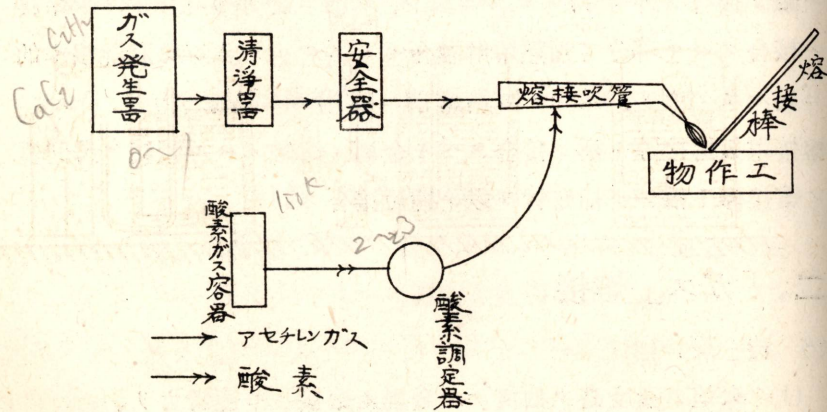 C₂H₂
CaC₂
ガス発生器
0~1
清浄器
安全器
熔接吹管
熔接棒
物作工
酸素ガス容器
150K
2~3
酸素調定器
アセチレンガス
酸素